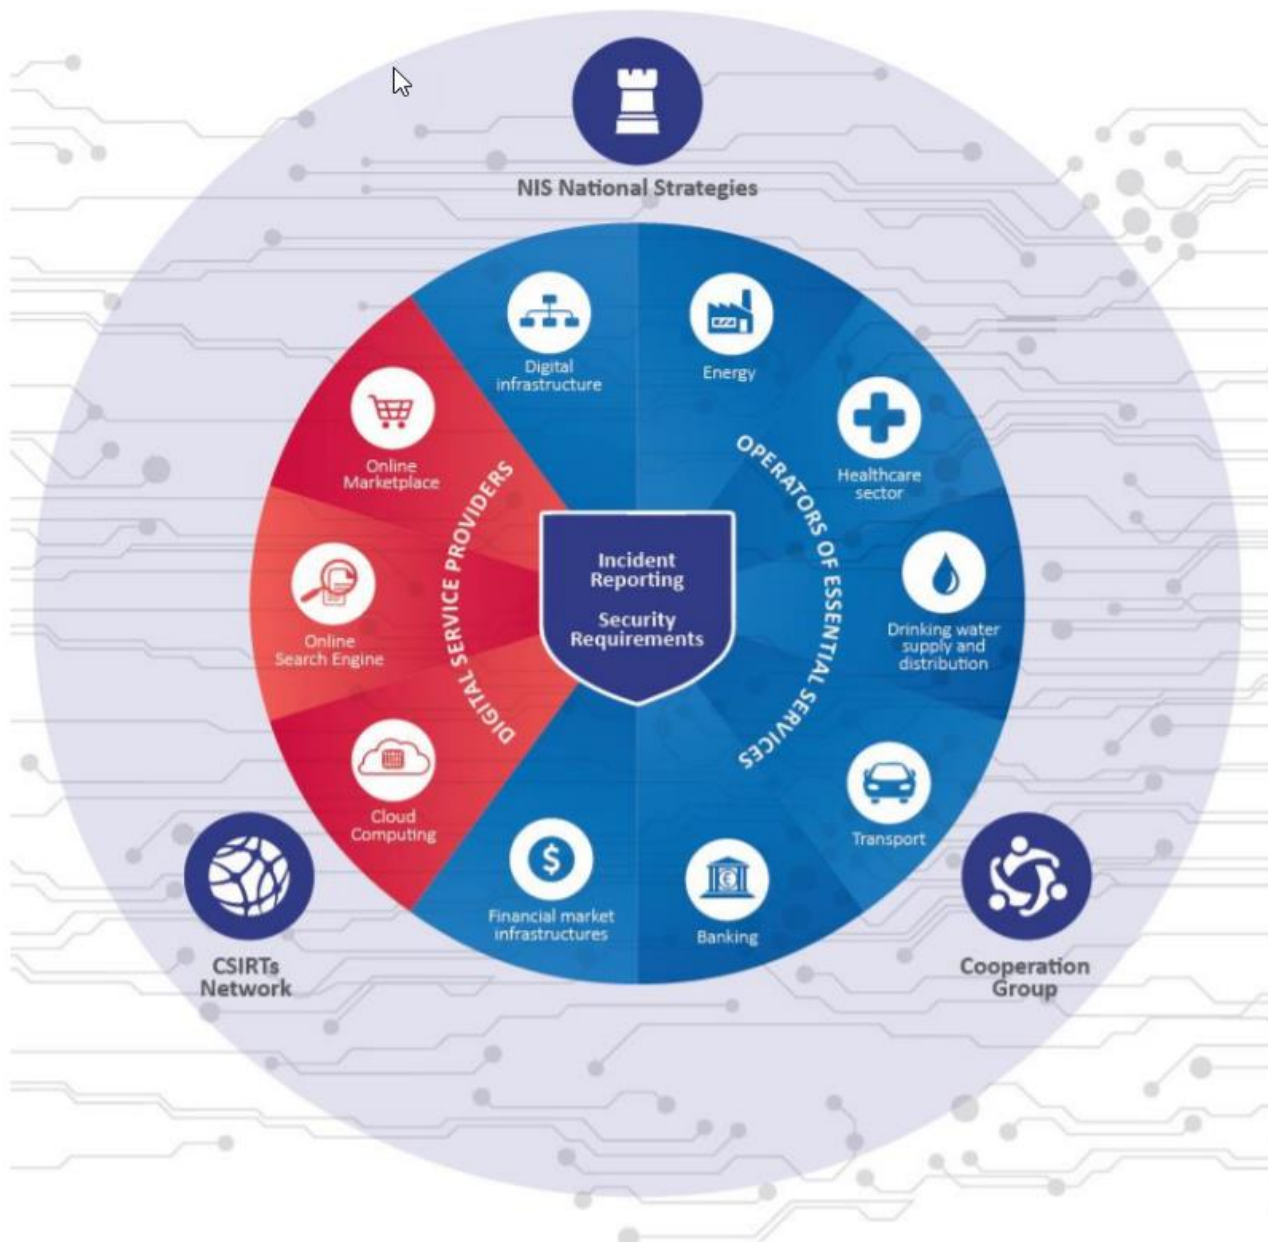 NIS National Strategies
Digital
infrastructure
Energy
Healthcare
sector
Drinking water
supply and
distribution
Transport
Banking
Financial market
infrastructures
Cloud
Computing
Online
Search Engine
Online
Marketplace
DIGITAL SERVICE PROVIDERS
OPERATORS OF ESSENTIAL SERVICES
Incident
Reporting
Security
Requirements
CSIRTs
Network
Cooperation
Group